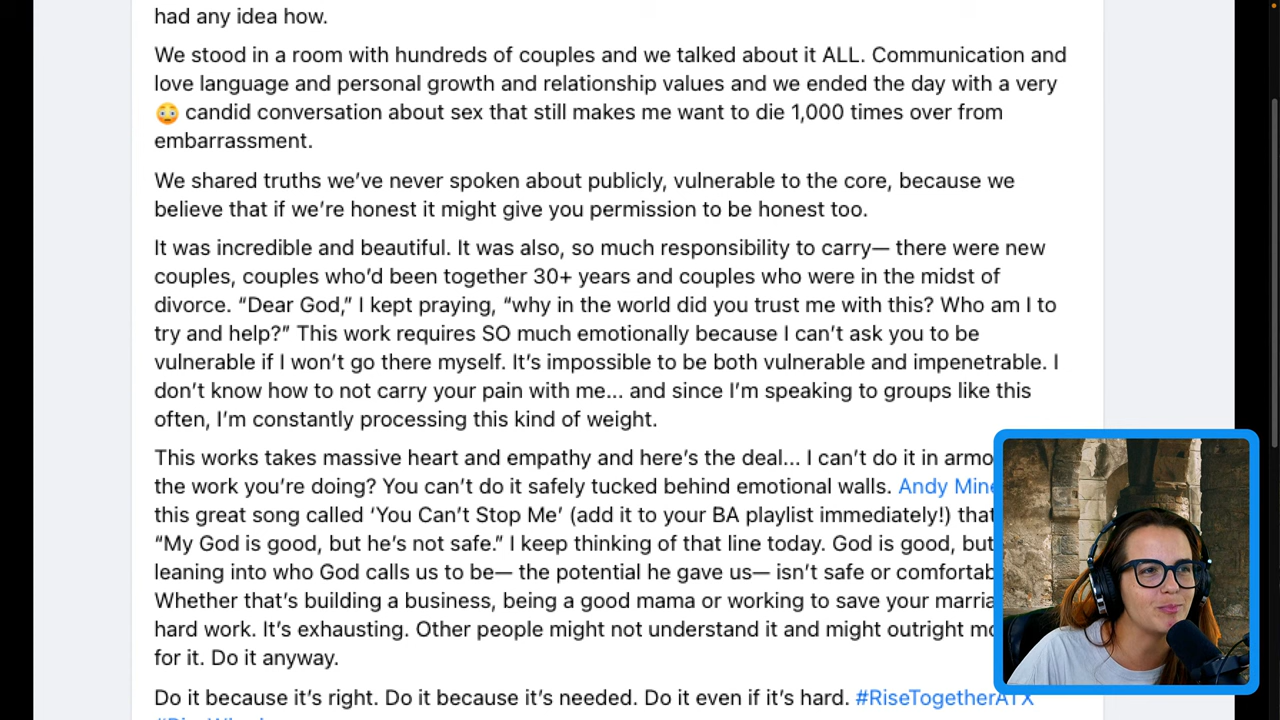 had any idea how.
We stood in a room with hundreds of couples and we talked about it ALL. Communication and
love language and personal growth and relationship values and we ended the day with a very
😳 candid conversation about sex that still makes me want to die 1,000 times over from
embarrassment.
We shared truths we’ve never spoken about publicly, vulnerable to the core, because we
believe that if we’re honest it might give you permission to be honest too.
It was incredible and beautiful. It was also, so much responsibility to carry— there were new
couples, couples who’d been together 30+ years and couples who were in the midst of
divorce. “Dear God,” I kept praying, “why in the world did you trust me with this? Who am I to
try and help?” This work requires SO much emotionally because I can’t ask you to be
vulnerable if I won’t go there myself. It’s impossible to be both vulnerable and impenetrable. I
don’t know how to not carry your pain with me... and since I’m speaking to groups like this
often, I’m constantly processing this kind of weight.
This works takes massive heart and empathy and here’s the deal... I can’t do it in
the work you’re doing? You can’t do it safely tucked behind emotional walls. Andy
this great song called ‘You Can’t Stop Me’ (add it to your BA playlist immediately!)
“My God is good, but he’s not safe.” I keep thinking of that line today. God is good, but
leaning into who God calls us to be— the potential he gave us— isn’t safe or
Whether that’s building a business, being a good mama or working to save your
hard work. It’s exhausting. Other people might not understand it and might outright
for it. Do it anyway.
Do it because it’s right. Do it because it’s needed. Do it even if it’s hard. #RiseTogetherATX